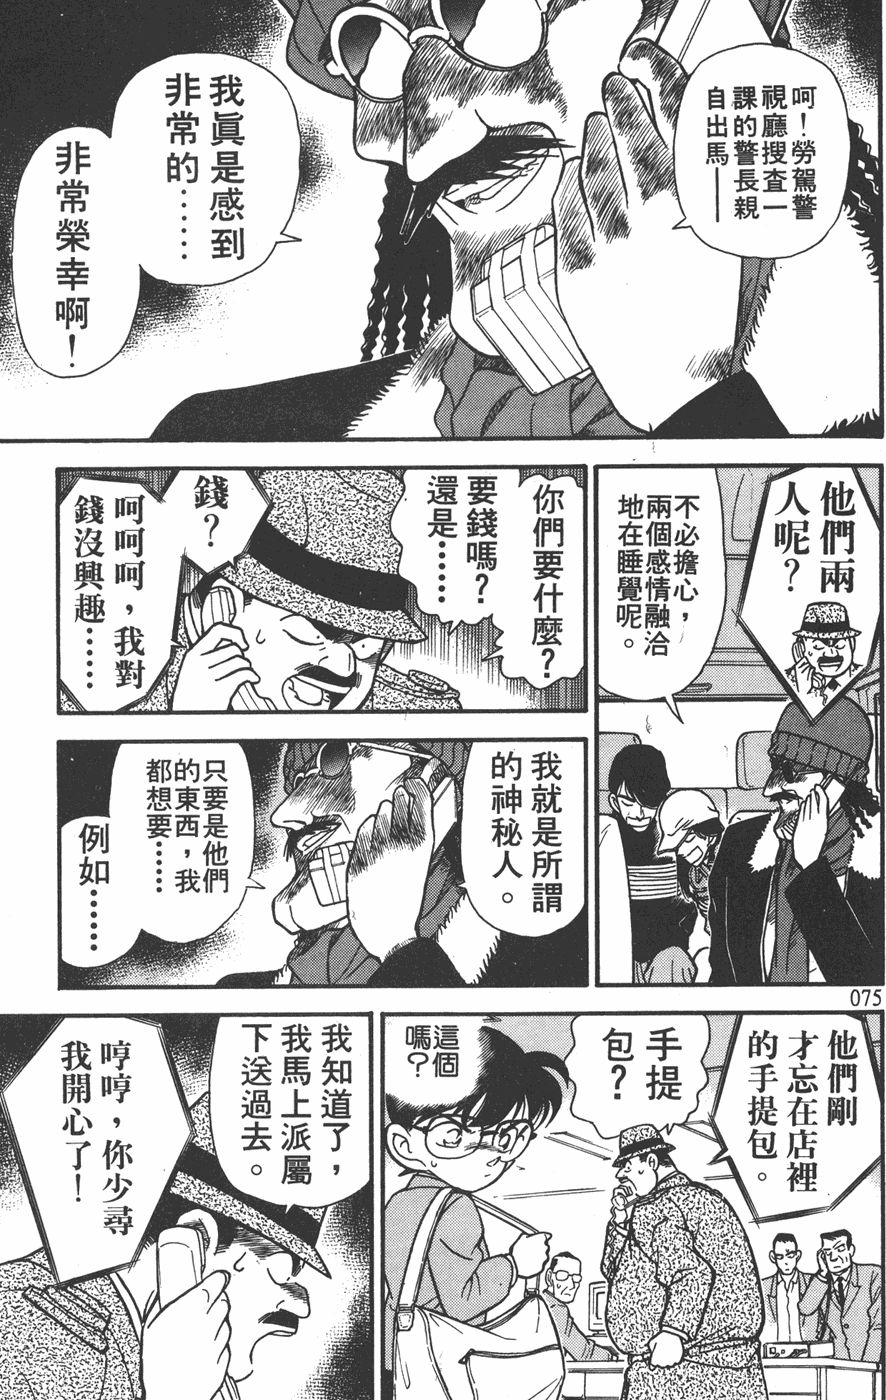 呵！勞駕警
視廳搜査一
課的警長親
自出馬——
我眞是感到
非常的……
非常榮幸啊！
他們兩
人呢？
不必擔心，
兩個感情融洽
地在睡覺呢。
你們要什麼？
要錢嗎？
還是……
錢？
呵呵呵，我對
錢沒興趣……
我就是所謂
的神秘人。
只要是他們
的東西，我
都想要……
例如……
075
他們剛
才忘在店裡
的手提包。
手提
包？
這個
嗎？
我知道了，
我馬上派屬
下送過去。
哼哼，你少尋
我開心了！